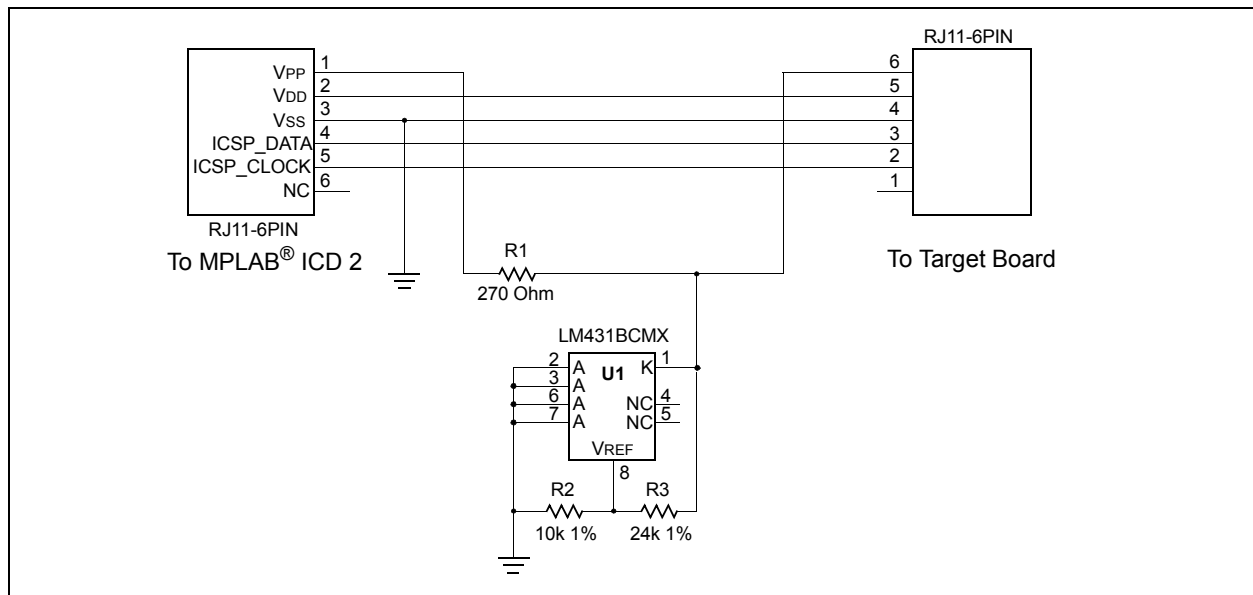 RJ11-6PIN
VPP 1
VDD 2
VSS 3
ICSP_DATA 4
ICSP_CLOCK 5
NC 6
RJ11-6PIN
To MPLAB® ICD 2
6
5
4
3
2
1
To Target Board
R1
270 Ohm
LM431BCMX
2 A U1 K 1
3 A
6 A NC 4
7 A NC 5
VREF
8
R2
10k 1%
R3
24k 1%